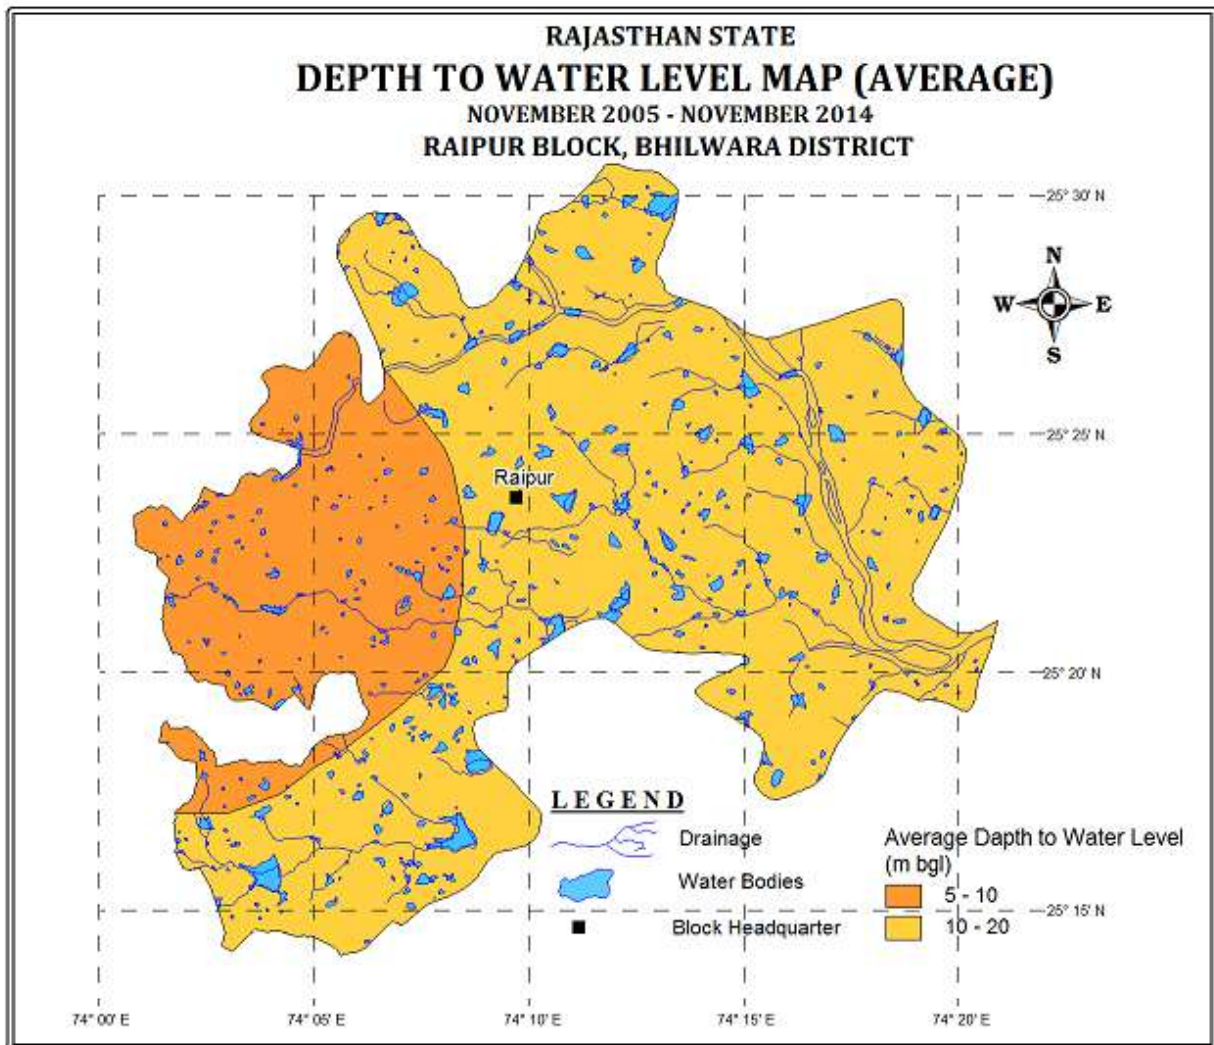 RAJASTHAN STATE
DEPTH TO WATER LEVEL MAP (AVERAGE)
NOVEMBER 2005 - NOVEMBER 2014
RAIPUR BLOCK, BHILWARA DISTRICT
25° 30' N
N
W E
S
25° 25' N
Raipur
25° 20' N
LEGEND
Drainage
Water Bodies
Block Headquarter
Average Dapth to Water Level
(m bgl)
5 - 10
10 - 20
25° 15' N
74° 00' E 74° 05' E 74° 10' E 74° 15' E 74° 20' E